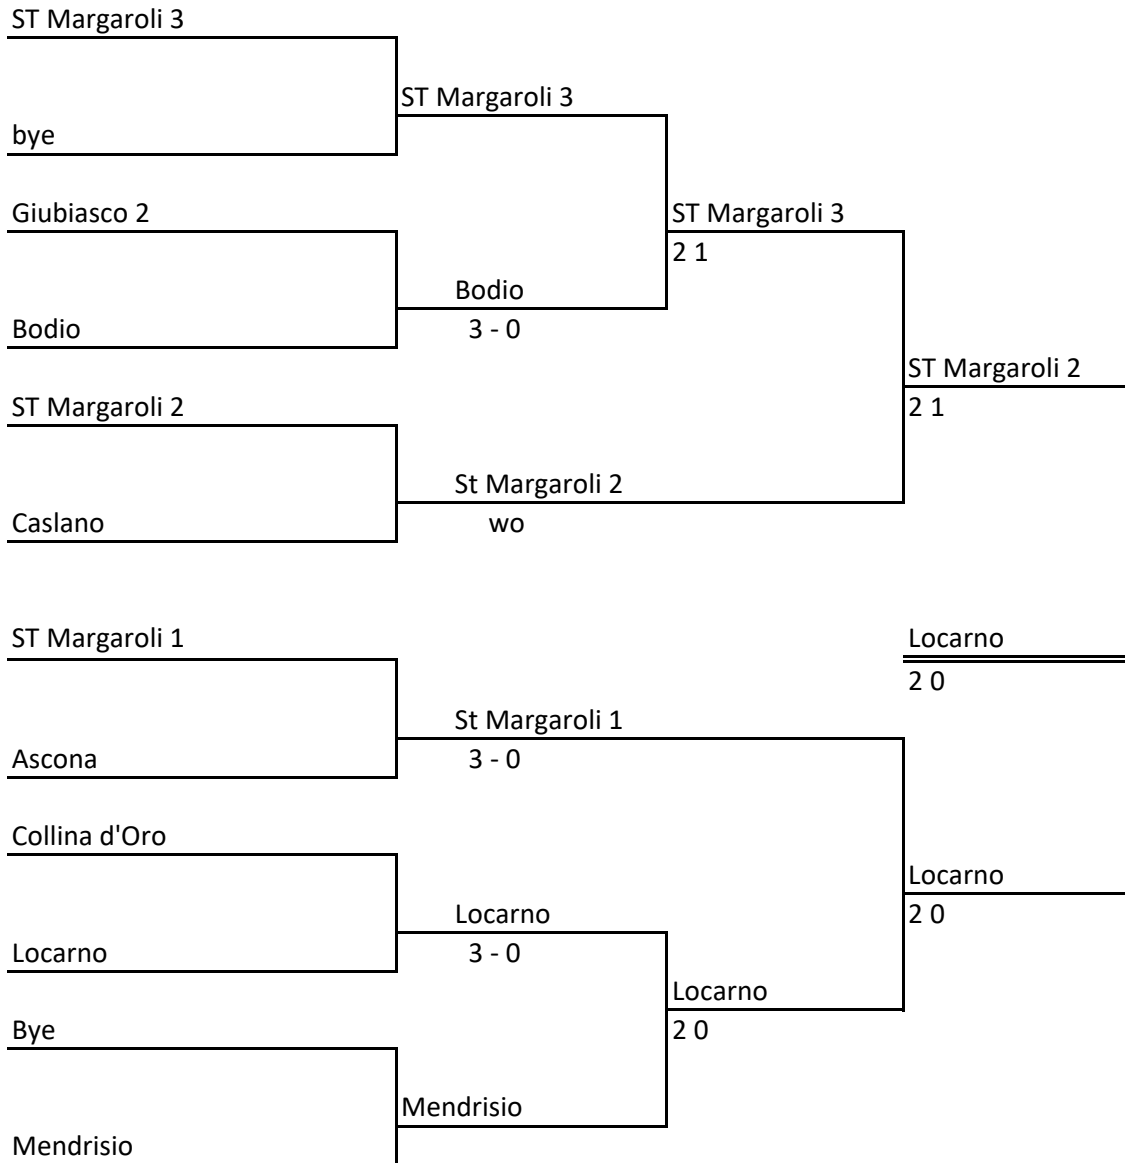 ST Margaroli 3
ST Margaroli 3
bye
Giubiasco 2
ST Margaroli 3
2 1
Bodio
Bodio
3 - 0
ST Margaroli 2
2 1
ST Margaroli 2
St Margaroli 2
Caslano
wo
ST Margaroli 1
Locarno
2 0
St Margaroli 1
Ascona
3 - 0
Collina d'Oro
Locarno
2 0
Locarno
Locarno
3 - 0
Locarno
2 0
Bye
Mendrisio
Mendrisio